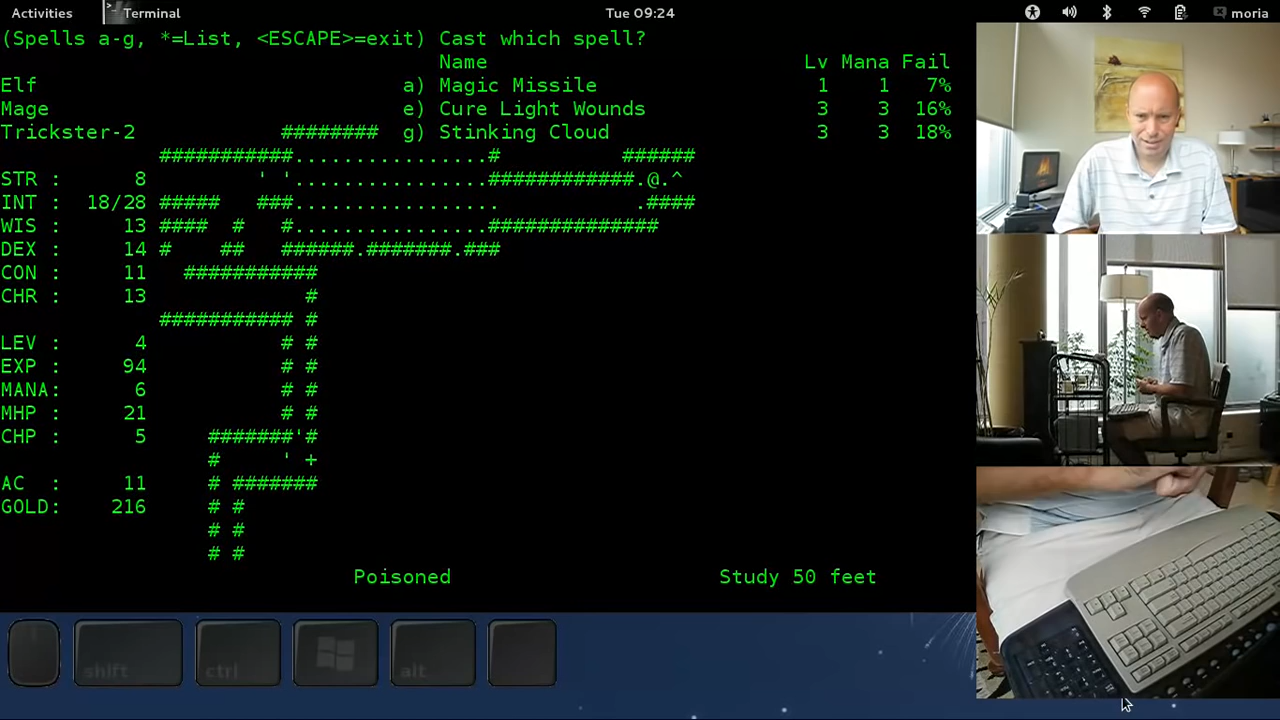 Activities Terminal Tue 09:24 moria
(Spells a-g, *=List, <ESCAPE>=exit) Cast which spell?
Name Lv Mana Fail
Elf a) Magic Missile 1 1 7%
Mage e) Cure Light Wounds 3 3 16%
Trickster-2 ######## g) Stinking Cloud 3 3 18%
###########................# ######
STR : 8 ' '................############.@.^
INT : 18/28 ##### ###................. .####
WIS : 13 #### # #................##############
DEX : 14 # ## ######.#######.###
CON : 11 ###########
CHR : 13 #
########### #
LEV : 4 # #
EXP : 94 # #
MANA: 6 # #
MHP : 21 # #
CHP : 5 #######'#
# ' +
AC : 11 # #######
GOLD: 216 # #
# #
# #
Poisoned Study 50 feet
shift ctrl alt